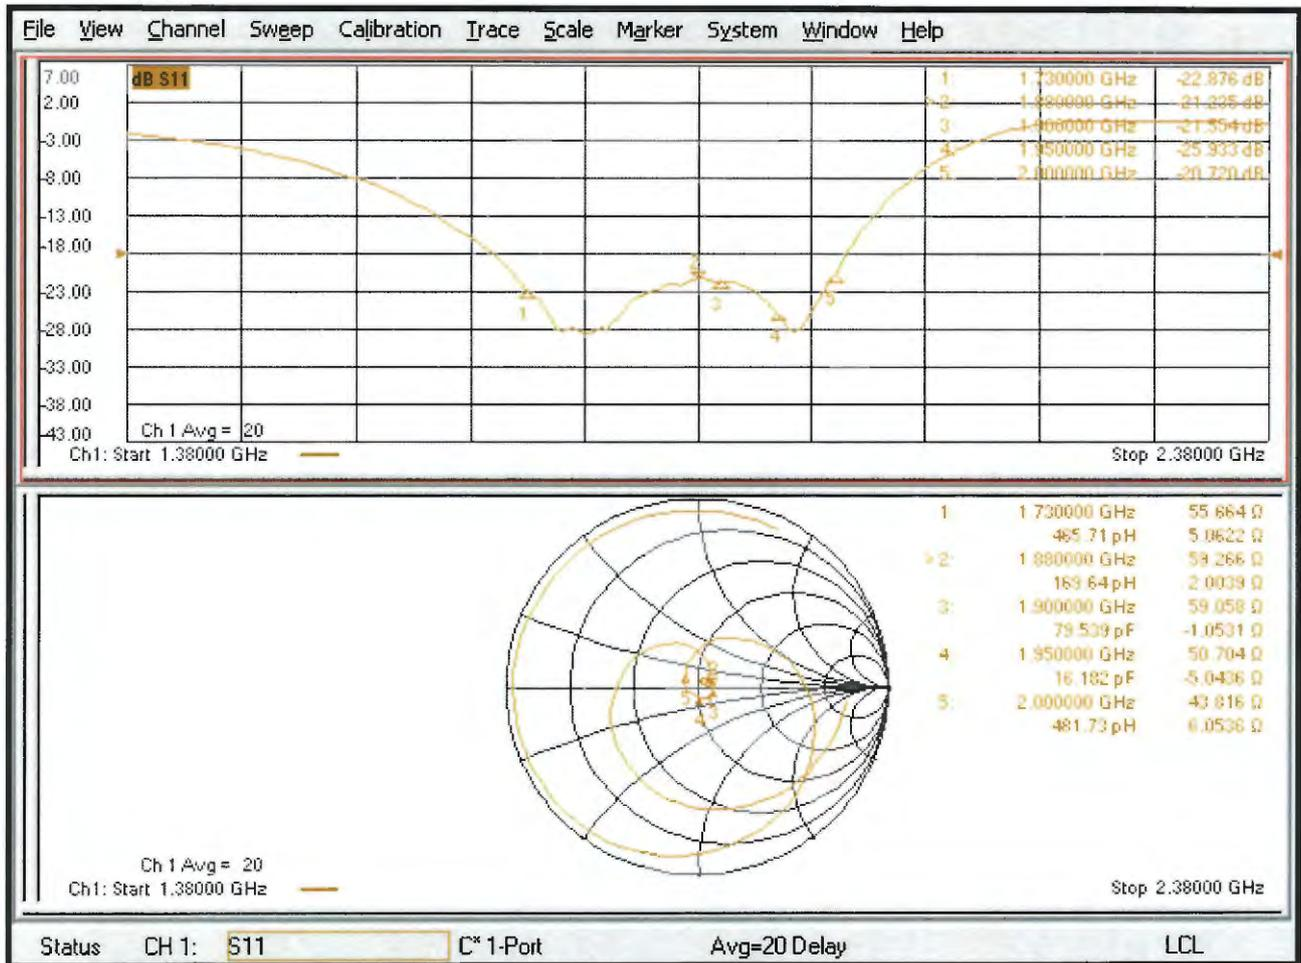 File View Channel Sweep Calibration Trace Scale Marker System Window Help
7.00 dB S11 1: 1.730000 GHz -22.876 dB
2.00 >2: 1.880000 GHz -21.235 dB
-3.00 3: 1.900000 GHz -21.554 dB
4: 1.950000 GHz -25.933 dB
-8.00 5: 2.000000 GHz -20.720 dB
-13.00
-18.00
-23.00
-28.00
-33.00
-38.00
-43.00 Ch 1 Avg = 20
Ch1: Start 1.38000 GHz Stop 2.38000 GHz
2
1
3
4
5
1: 1.730000 GHz 55.664 Ω
465.71 pH 5.0622 Ω
>2: 1.880000 GHz 59.266 Ω
169.64 pH 2.0039 Ω
3: 1.900000 GHz 59.058 Ω
79.539 pF -1.0531 Ω
4: 1.950000 GHz 50.704 Ω
16.182 pF -5.0436 Ω
5: 2.000000 GHz 43.816 Ω
481.73 pH 6.0536 Ω
5
3
4
Ch 1 Avg = 20
Ch1: Start 1.38000 GHz Stop 2.38000 GHz
Status CH 1: S11 C* 1-Port Avg=20 Delay LCL